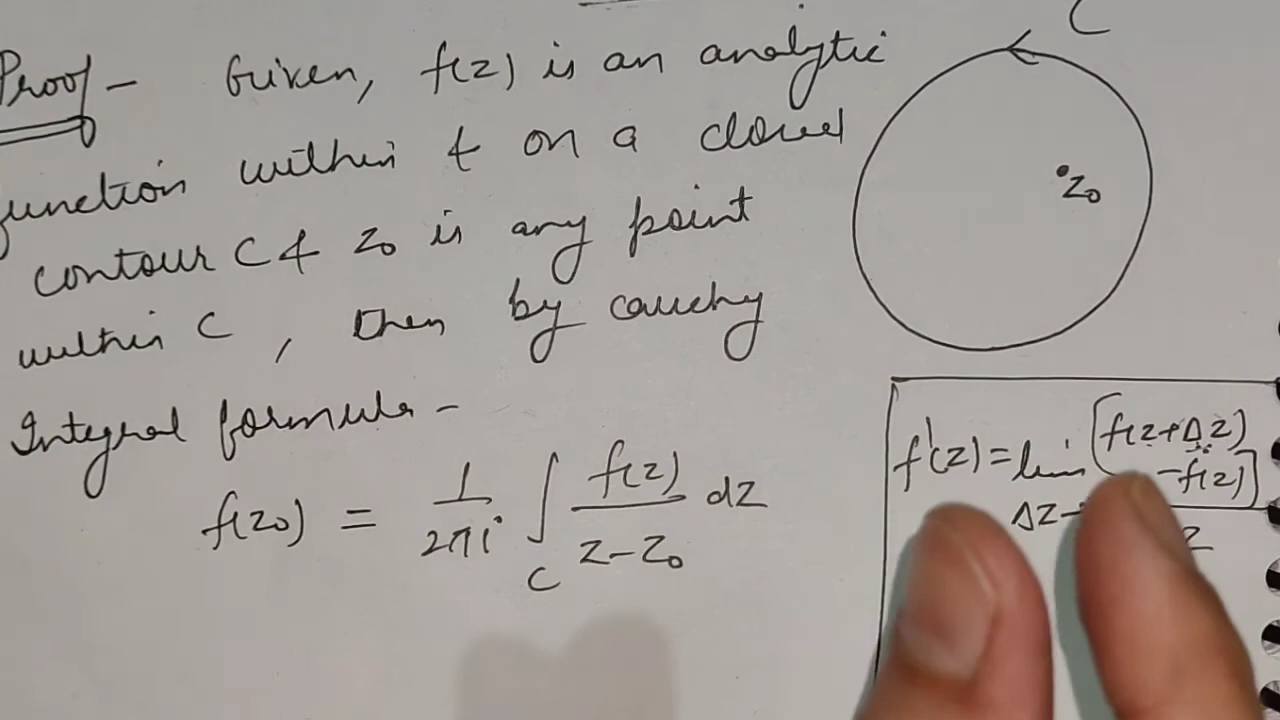 Proof - Given, f(z) is an analytic
function within & on a closed
contour C & z₀ is any point
within C, then by cauchy
Integral formula -
f(z₀) = 1/2πi ∫_C f(z)/z-z₀ dz
C
z₀
f'(z) = lim [f(z+Δz)
-f(z)]
Δz→
z